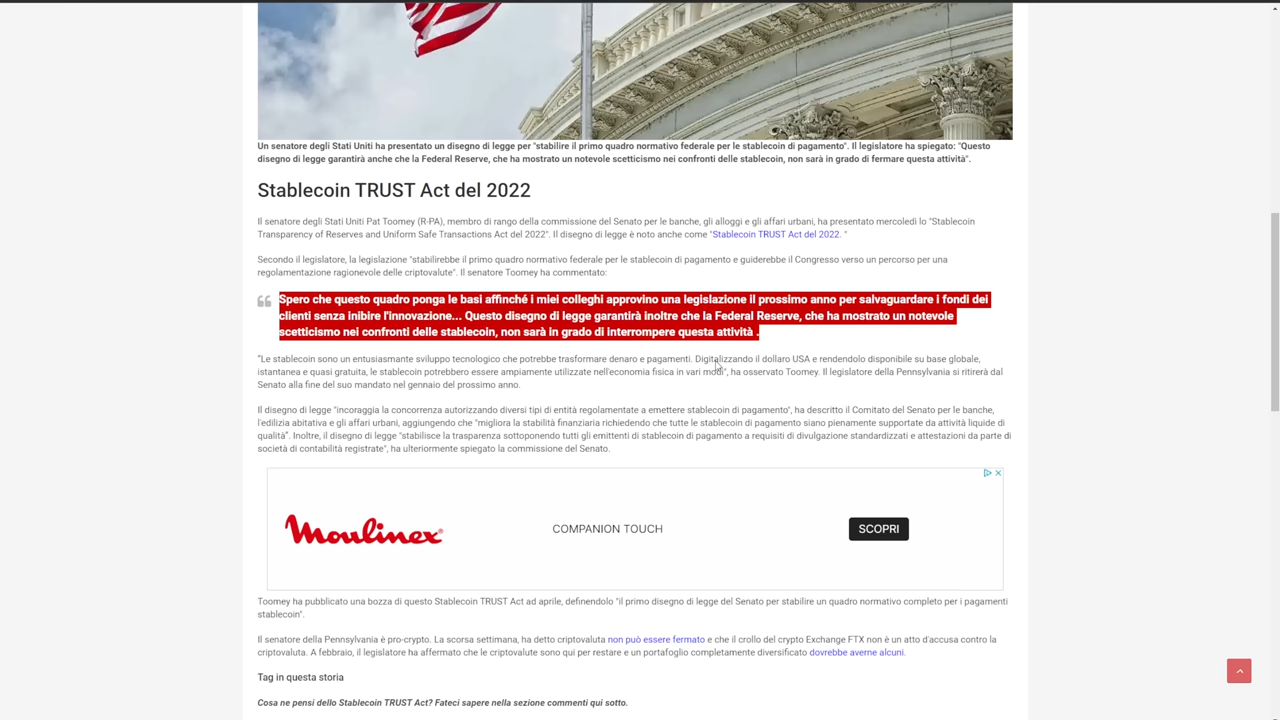 Un senatore degli Stati Uniti ha presentato un disegno di legge per "stabilire il primo quadro normativo federale per le stablecoin di pagamento". Il legislatore ha spiegato: "Questo
disegno di legge garantirà anche che la Federal Reserve, che ha mostrato un notevole scetticismo nei confronti delle stablecoin, non sarà in grado di fermare questa attività".
Stablecoin TRUST Act del 2022
Il senatore degli Stati Uniti Pat Toomey (R-PA), membro di rango della commissione del Senato per le banche, gli alloggi e gli affari urbani, ha presentato mercoledì lo "Stablecoin
Transparency of Reserves and Uniform Safe Transactions Act del 2022". Il disegno di legge è noto anche come "Stablecoin TRUST Act del 2022. "
Secondo il legislatore, la legislazione "stabilirebbe il primo quadro normativo federale per le stablecoin di pagamento e guiderebbe il Congresso verso un percorso per una
regolamentazione ragionevole delle criptovalute". Il senatore Toomey ha commentato:
Spero che questo quadro ponga le basi affinché i miei colleghi approvino una legislazione il prossimo anno per salvaguardare i fondi dei
clienti senza inibire l'innovazione... Questo disegno di legge garantirà inoltre che la Federal Reserve, che ha mostrato un notevole
scetticismo nei confronti delle stablecoin, non sarà in grado di interrompere questa attività .
"Le stablecoin sono un entusiasmante sviluppo tecnologico che potrebbe trasformare denaro e pagamenti. Digitalizzando il dollaro USA e rendendolo disponibile su base globale,
istantanea e quasi gratuita, le stablecoin potrebbero essere ampiamente utilizzate nell'economia fisica in vari modi", ha osservato Toomey. Il legislatore della Pennsylvania si ritirerà dal
Senato alla fine del suo mandato nel gennaio del prossimo anno.
Il disegno di legge "incoraggia la concorrenza autorizzando diversi tipi di entità regolamentate a emettere stablecoin di pagamento", ha descritto il Comitato del Senato per le banche,
l'edilizia abitativa e gli affari urbani, aggiungendo che "migliora la stabilità finanziaria richiedendo che tutte le stablecoin di pagamento siano pienamente supportate da attività liquide di
qualità". Inoltre, il disegno di legge "stabilisce la trasparenza sottoponendo tutti gli emittenti di stablecoin di pagamento a requisiti di divulgazione standardizzati e attestazioni da parte di
società di contabilità registrate", ha ulteriormente spiegato la commissione del Senato.
Moulinex
COMPANION TOUCH
SCOPRI
Toomey ha pubblicato una bozza di questo Stablecoin TRUST Act ad aprile, definendolo "il primo disegno di legge del Senato per stabilire un quadro normativo completo per i pagamenti
stablecoin".
Il senatore della Pennsylvania è pro-crypto. La scorsa settimana, ha detto criptovaluta non può essere fermato e che il crollo del crypto Exchange FTX non è un atto d'accusa contro la
criptovaluta. A febbraio, il legislatore ha affermato che le criptovalute sono qui per restare e un portafoglio completamente diversificato dovrebbe averne alcuni.
Tag in questa storia
Cosa ne pensi dello Stablecoin TRUST Act? Fateci sapere nella sezione commenti qui sotto.